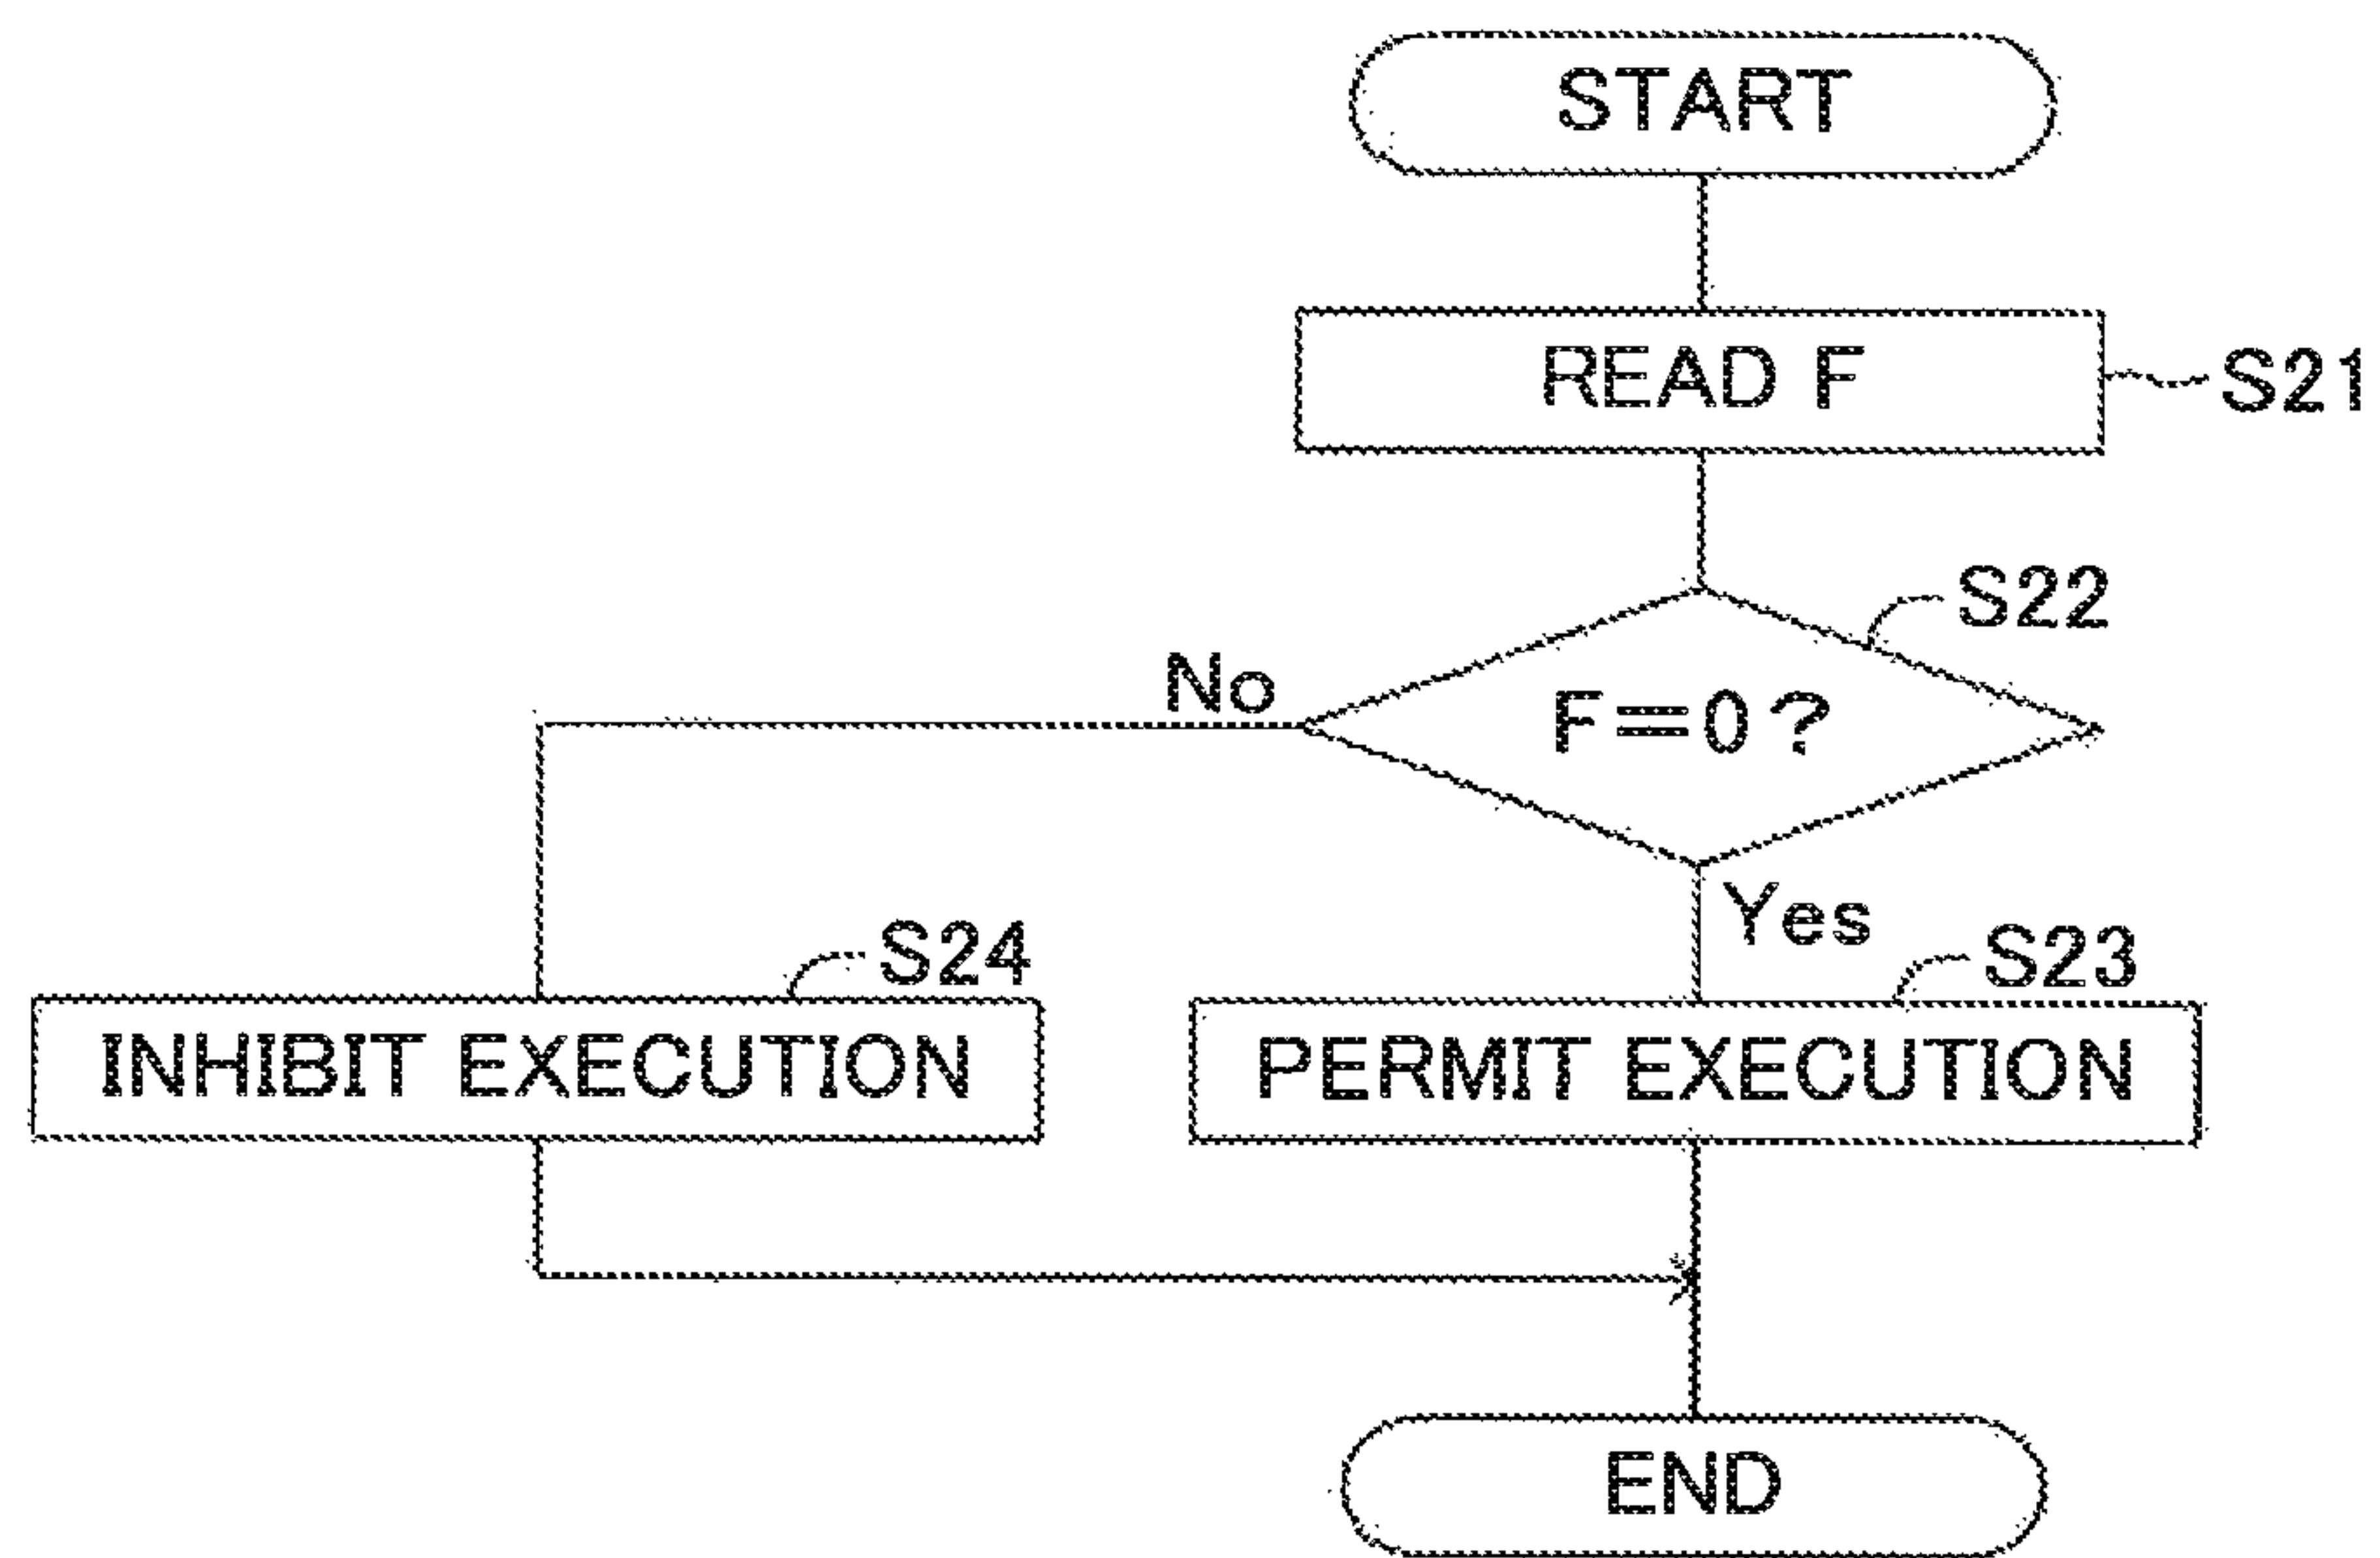 START
READ F
S21
S22
F=0?
No
Yes
S24
S23
INHIBIT EXECUTION
PERMIT EXECUTION
END